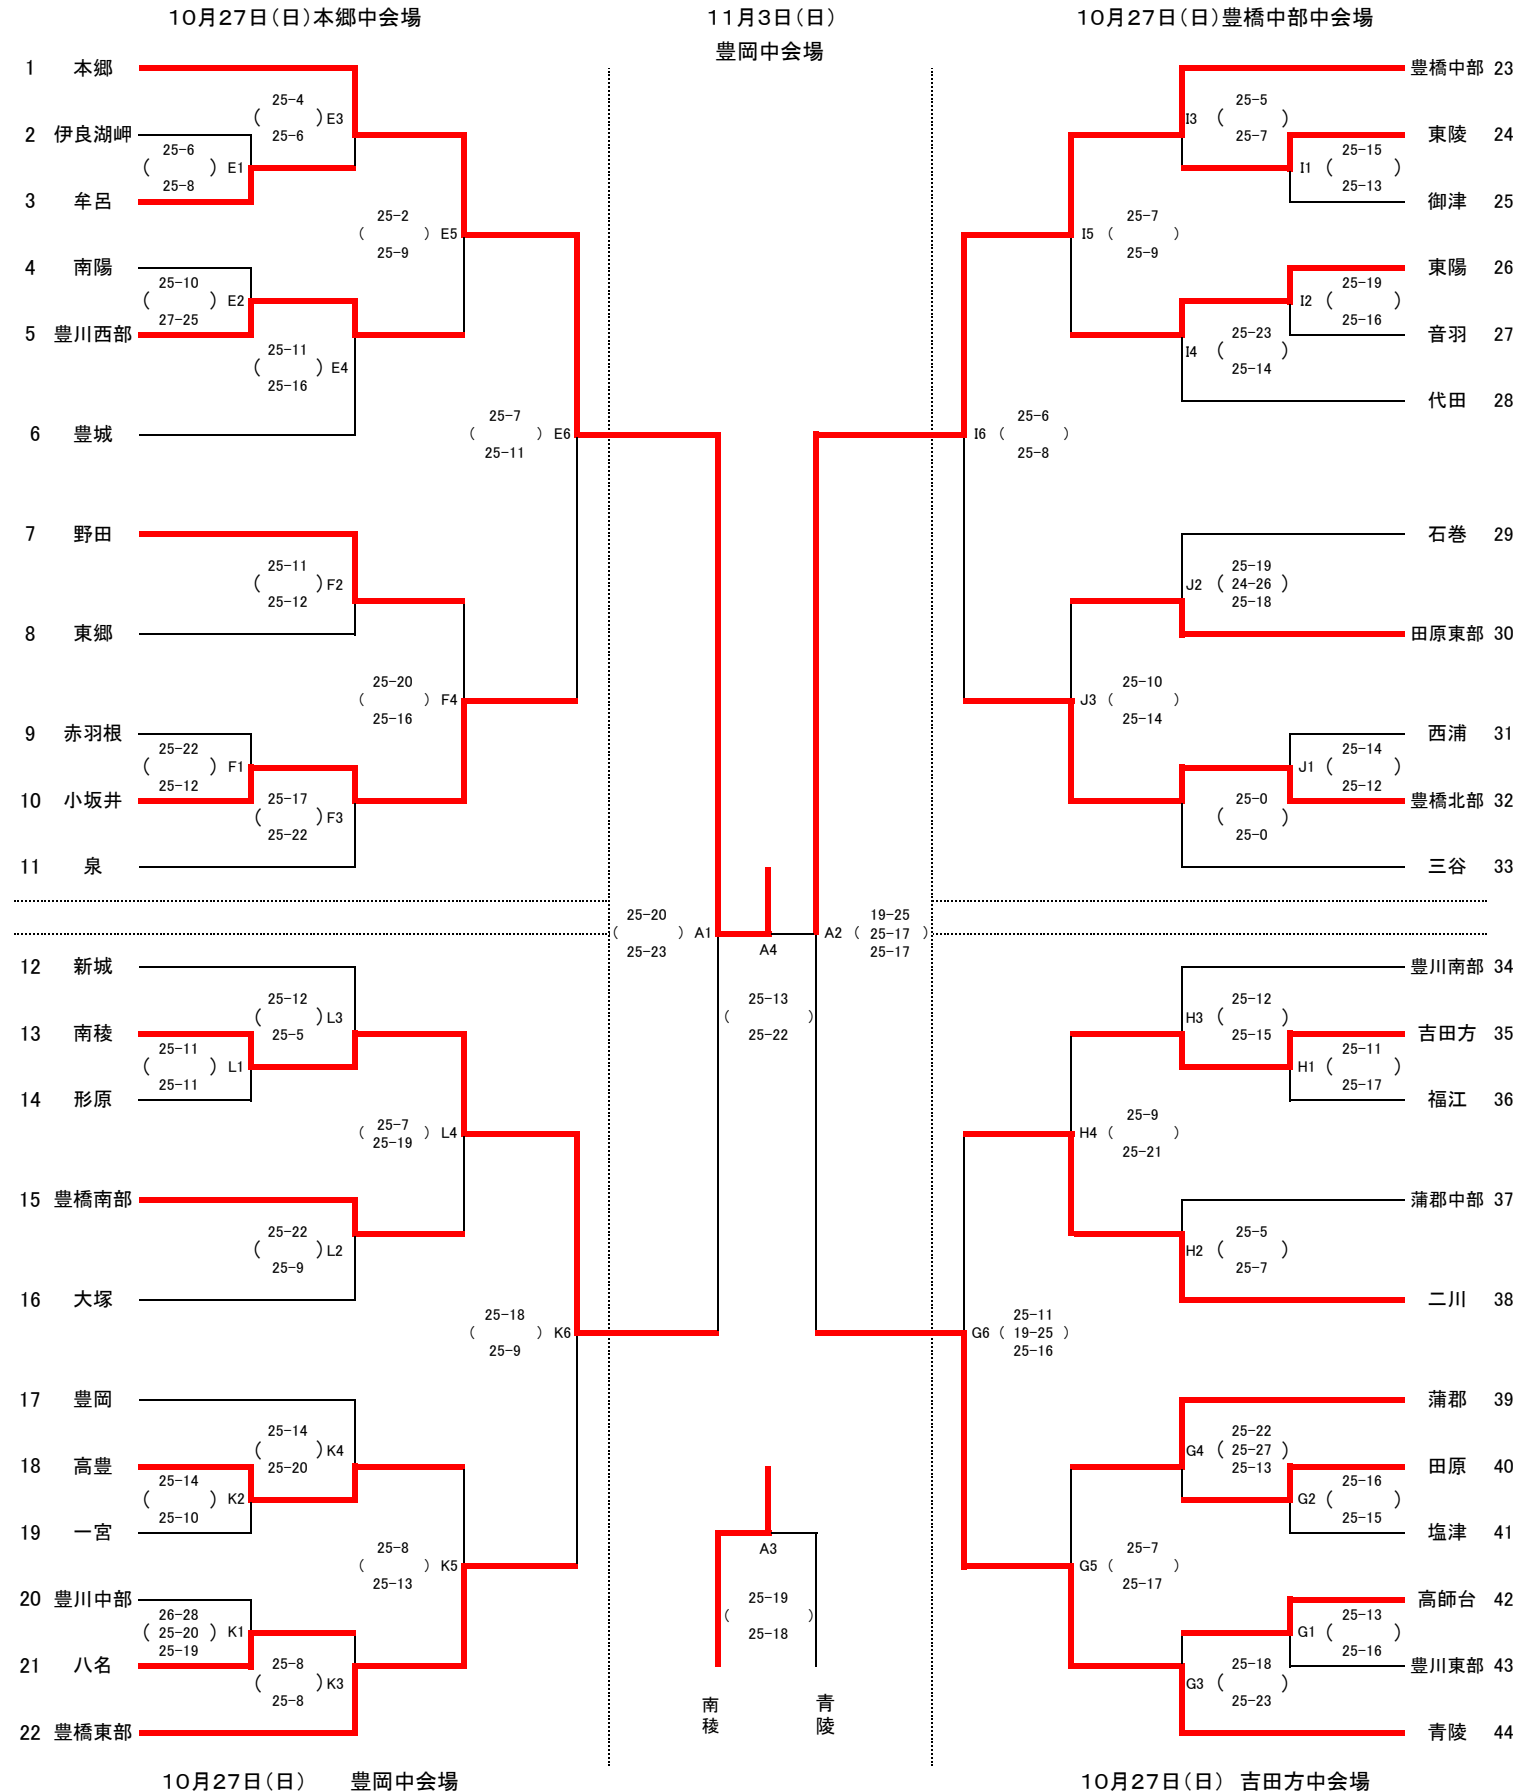 10月27日(日)本郷中会場
11月3日(日)
10月27日(日)豊橋中部中会場
豊岡中会場
1 本郷
25-4
( ) E3
25-6
2 伊良湖岬
25-6
( ) E1
25-8
3 牟呂
25-2
( ) E5
25-9
4 南陽
25-10
( ) E2
27-25
5 豊川西部
25-11
( ) E4
25-16
6 豊城
25-7
( ) E6
25-11
7 野田
25-11
( ) F2
25-12
8 東郷
25-20
( ) F4
25-16
9 赤羽根
25-22
( ) F1
25-12
10 小坂井
25-17
( ) F3
25-22
11 泉
25-20
( ) A1
25-23
12 新城
25-12
( ) L3
25-5
13 南稜
25-11
( ) L1
25-11
14 形原
25-7
( ) L4
25-19
15 豊橋南部
25-22
( ) L2
25-9
16 大塚
25-18
( ) K6
25-9
17 豊岡
25-14
( ) K4
25-20
18 高豊
25-14
( ) K2
25-10
19 一宮
25-8
( ) K5
25-13
20 豊川中部
26-28
( 25-20 ) K1
25-19
21 八名
25-8
( ) K3
25-8
22 豊橋東部
10月27日(日) 豊岡中会場
A4
25-13
( )
25-22
A3
25-19
( )
25-18
南稜
青陵
豊橋中部 23
25-5
I3 ( )
25-7
東陵 24
25-15
I1 ( )
25-13
御津 25
25-7
I5 ( )
25-9
東陽 26
25-19
I2 ( )
25-16
音羽 27
25-23
I4 ( )
25-14
代田 28
25-6
I6 ( )
25-8
石巻 29
25-19
J2 ( 24-26 )
25-18
田原東部 30
25-10
J3 ( )
25-14
西浦 31
25-14
J1 ( )
25-12
豊橋北部 32
25-0
( )
25-0
三谷 33
19-25
A2 ( 25-17 )
25-17
豊川南部 34
25-12
H3 ( )
25-15
吉田方 35
25-11
H1 ( )
25-17
福江 36
25-9
H4 ( )
25-21
蒲郡中部 37
25-5
H2 ( )
25-7
二川 38
25-11
G6 ( 19-25 )
25-16
蒲郡 39
25-22
G4 ( 25-27 )
25-13
田原 40
25-16
G2 ( )
25-15
塩津 41
25-7
G5 ( )
25-17
高師台 42
25-13
G1 ( )
25-16
豊川東部 43
25-18
G3 ( )
25-23
青陵 44
10月27日(日) 吉田方中会場